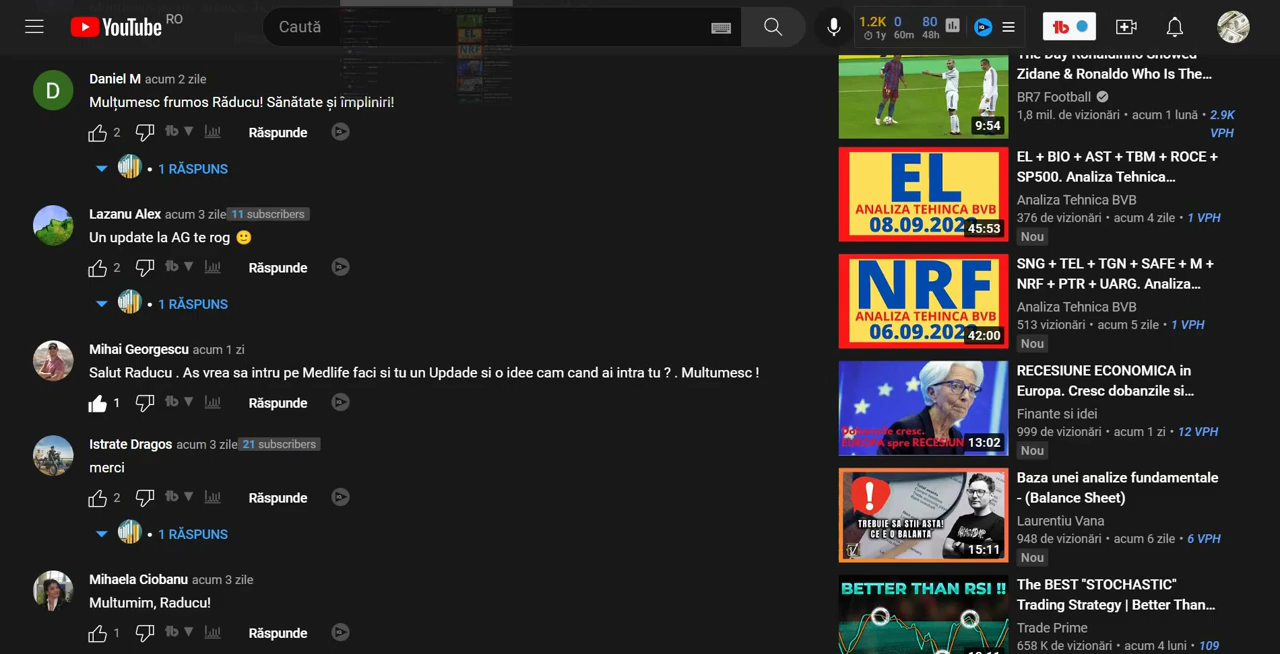 YouTube RO
Caută
1.2K 0 80
1y 60m 48h
tb
D
Daniel M acum 2 zile
Mulțumesc frumos Răducu! Sănătate și împliniri!
2 tb Răspunde
• 1 RĂSPUNS
Lazanu Alex acum 3 zile 11 subscribers
Un update la AG te rog 🙂
2 tb Răspunde
• 1 RĂSPUNS
Mihai Georgescu acum 1 zi
Salut Raducu . As vrea sa intru pe Medlife faci si tu un Updade si o idee cam cand ai intra tu ? . Multumesc !
1 tb Răspunde
Istrate Dragos acum 3 zile 21 subscribers
merci
2 tb Răspunde
• 1 RĂSPUNS
Mihaela Ciobanu acum 3 zile
Multumim, Raducu!
1 tb Răspunde
9:54
The Day Ronaldinho Showed
Zidane & Ronaldo Who Is The...
BR7 Football
1,8 mil. de vizionări • acum 1 lună • 2.9K
VPH
EL
ANALIZA TEHINCA BVB
08.09.202
45:53
EL + BIO + AST + TBM + ROCE +
SP500. Analiza Tehnica...
Analiza Tehnica BVB
376 de vizionări • acum 4 zile • 1 VPH
Nou
NRF
ANALIZA TEHINCA BVB
06.09.202
42:00
SNG + TEL + TGN + SAFE + M +
NRF + PTR + UARG. Analiza...
Analiza Tehnica BVB
513 vizionări • acum 5 zile • 1 VPH
Nou
Dobanzile cresc.
EUROPA spre RECESIUN
13:02
RECESIUNE ECONOMICA in
Europa. Cresc dobanzile si...
Finante si idei
999 de vizionări • acum 1 zi • 12 VPH
Nou
TREBUIE SA STII ASTA!
CE E O BALANTA
15:11
Baza unei analize fundamentale
- (Balance Sheet)
Laurentiu Vana
948 de vizionări • acum 6 zile • 6 VPH
Nou
BETTER THAN RSI !!
The BEST "STOCHASTIC"
Trading Strategy | Better Than...
Trade Prime
658 K de vizionări • acum 4 luni • 109